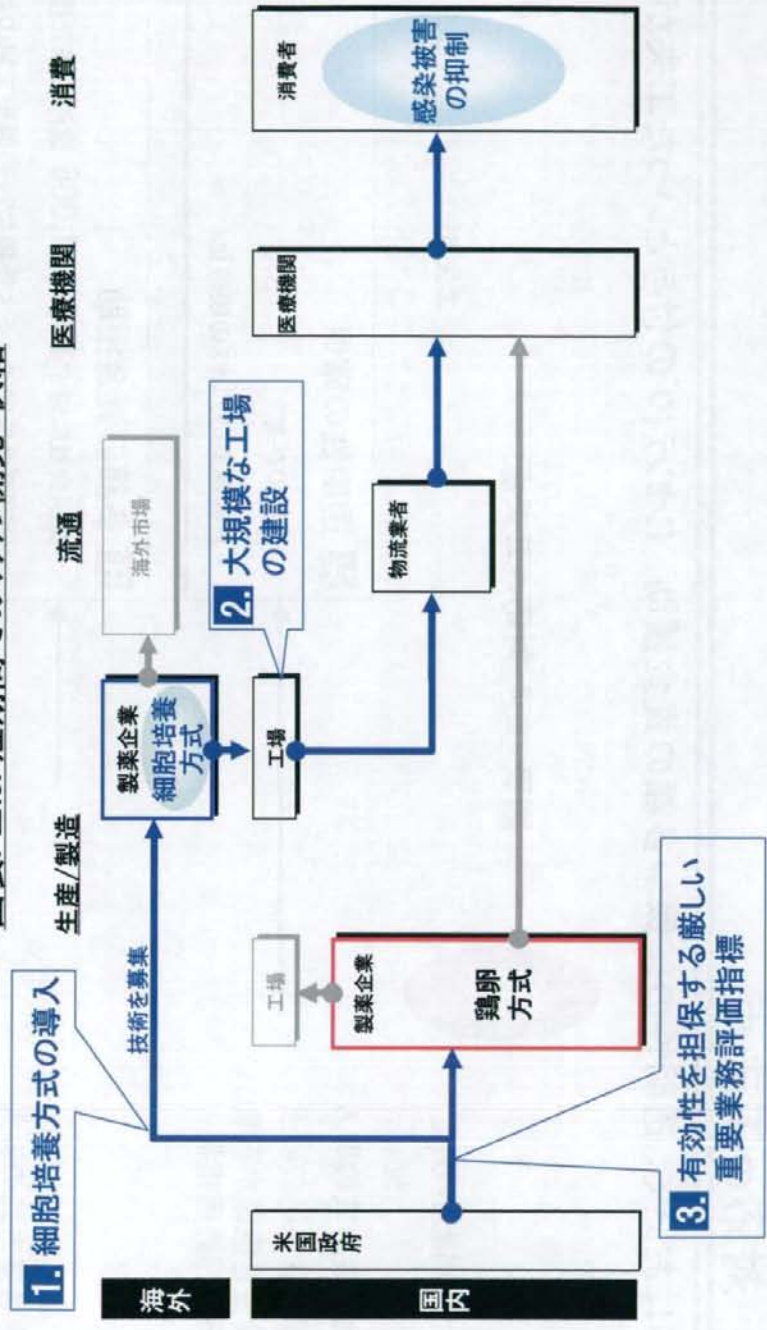 生産/製造
流通
医療機関
消費
1. 細胞培養方式の導入
海外
技術を募集
製薬企業
細胞培養
方式
海外市場
2. 大規模な工場
の建設
国内
米国政府
工場
製薬企業
鶏卵
方式
工場
物流業者
医療機関
消費者
感染被害
の抑制
3. 有効性を担保する厳しい
重要業務評価指標